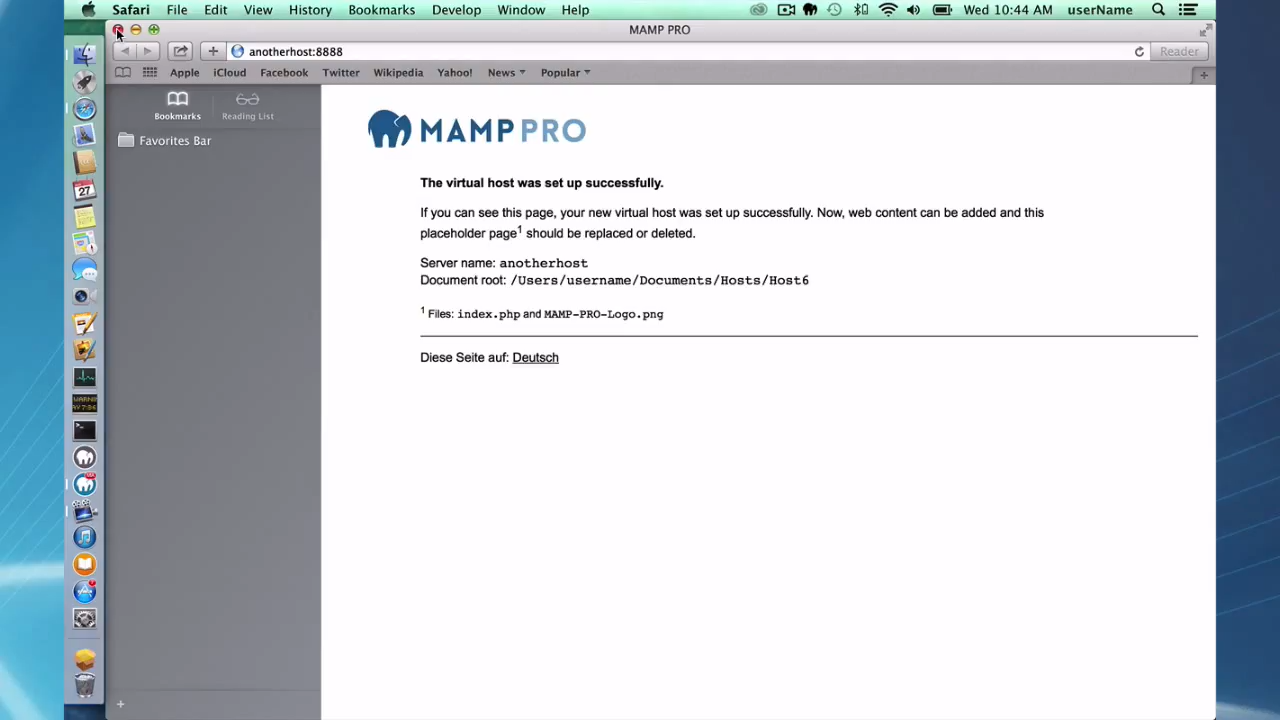 Safari File Edit View History Bookmarks Develop Window Help Wed 10:44 AM userName
MAMP PRO
anotherhost:8888 Reader
Apple iCloud Facebook Twitter Wikipedia Yahoo! News Popular
Bookmarks Reading List
Favorites Bar
MAMP PRO
The virtual host was set up successfully.
If you can see this page, your new virtual host was set up successfully. Now, web content can be added and this
placeholder page1 should be replaced or deleted.
Server name: anotherhost
Document root: /Users/username/Documents/Hosts/Host6
1 Files: index.php and MAMP-PRO-Logo.png
Diese Seite auf: Deutsch
27